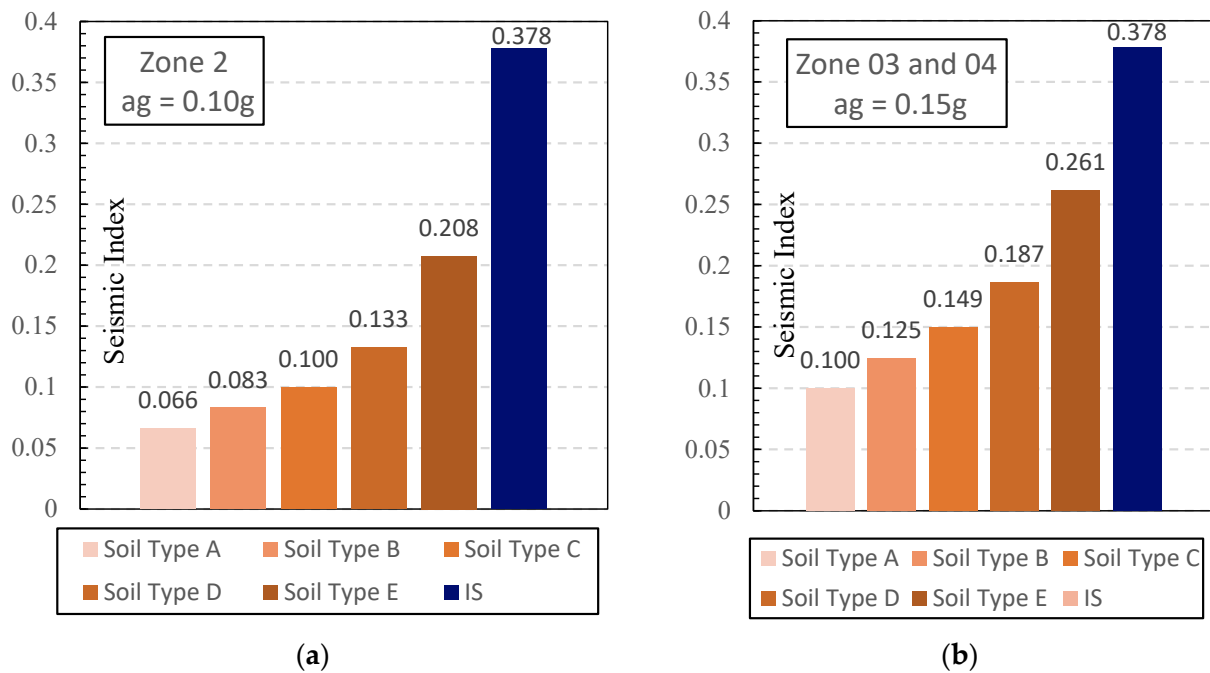 0.4
0.35
0.3
0.25
0.2
0.15
0.1
0.05
0
Seismic Index
Zone 2
ag = 0.10g
0.066
0.083
0.100
0.133
0.208
0.378
Soil Type A
Soil Type B
Soil Type C
Soil Type D
Soil Type E
IS
(a)
0.4
0.35
0.3
0.25
0.2
0.15
0.1
0.05
0
Seismic Index
Zone 03 and 04
ag = 0.15g
0.100
0.125
0.149
0.187
0.261
0.378
Soil Type A
Soil Type B
Soil Type C
Soil Type D
Soil Type E
IS
(b)